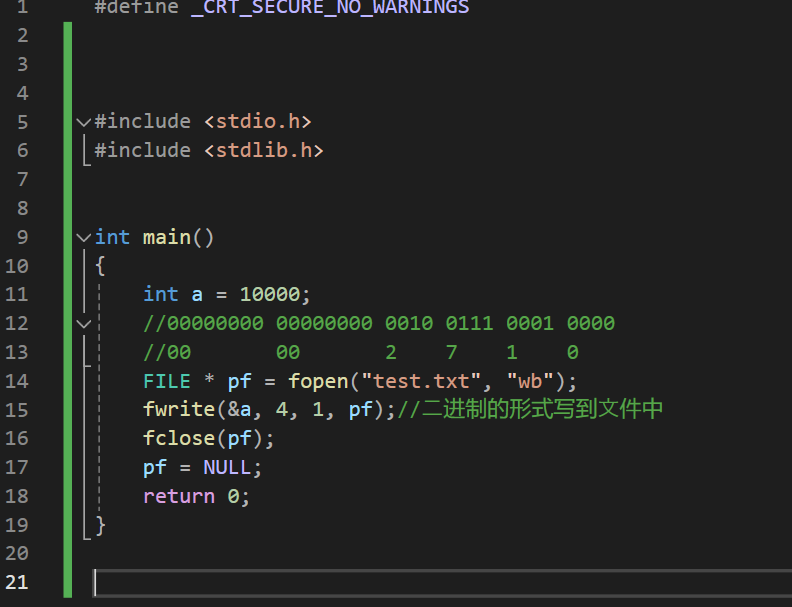 1 #define _CRT_SECURE_NO_WARNINGS
2
3
4
5 #include <stdio.h>
6 #include <stdlib.h>
7
8
9 int main()
10 {
11 int a = 10000;
12 //00000000 00000000 0010 0111 0001 0000
13 //00 00 2 7 1 0
14 FILE * pf = fopen("test.txt", "wb");
15 fwrite(&a, 4, 1, pf);//二进制的形式写到文件中
16 fclose(pf);
17 pf = NULL;
18 return 0;
19 }
20
21